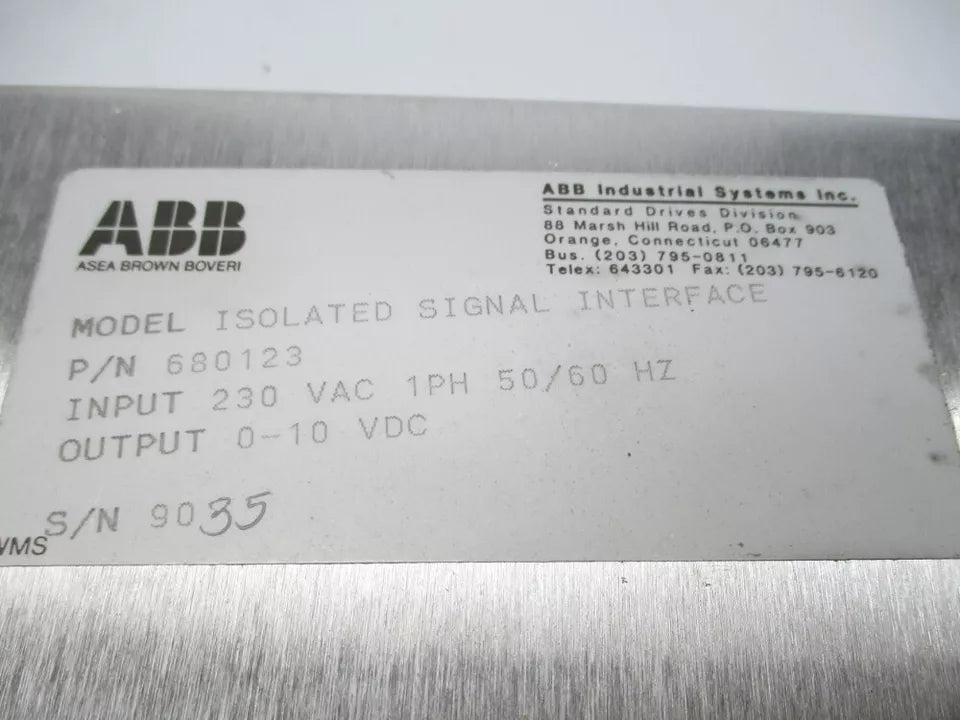 ABB
ASEA BROWN BOVERI
ABB Industrial Systems Inc.
Standard Drives Division
88 Marsh Hill Road, P.O. Box 903
Orange, Connecticut 06477
Bus. (203) 795-0811
Telex: 643301 Fax: (203) 795-6120
MODEL ISOLATED SIGNAL INTERFACE
P/N 680123
INPUT 230 VAC 1PH 50/60 HZ
OUTPUT 0-10 VDC
S/N 9035